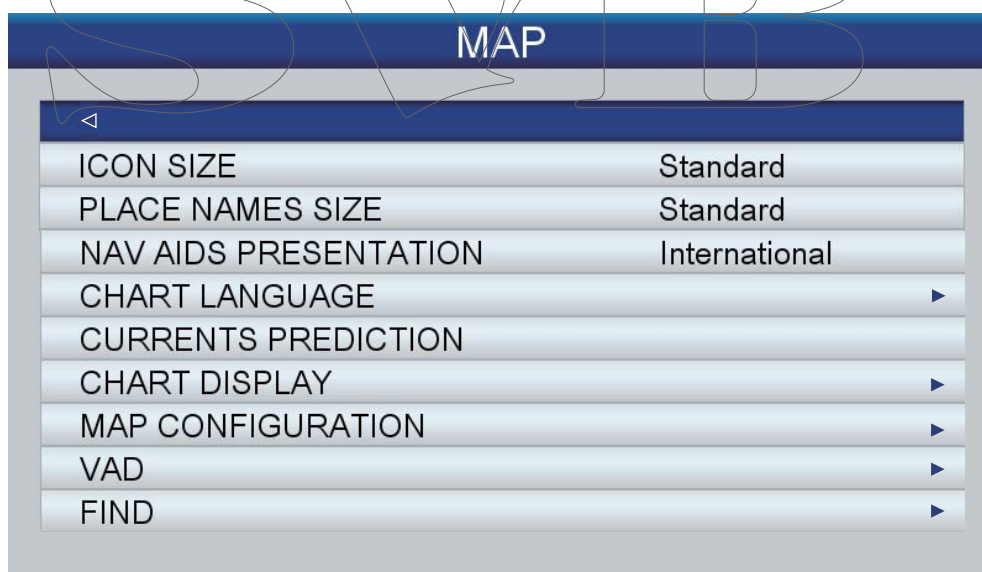 MAP
ICON SIZE Standard
PLACE NAMES SIZE Standard
NAV AIDS PRESENTATION International
CHART LANGUAGE
CURRENTS PREDICTION
CHART DISPLAY
MAP CONFIGURATION
VAD
FIND